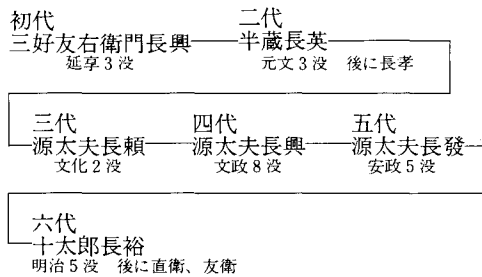 初代 二代
三好友右衛門長興 半蔵長英
延享3没 元文3没 後に長孝
三代 四代 五代
源太夫長頼 源太夫長興 源太夫長發
文化2没 文政8没 安政5没
六代
十太郎長裕
明治5没 後に直衛、友衛